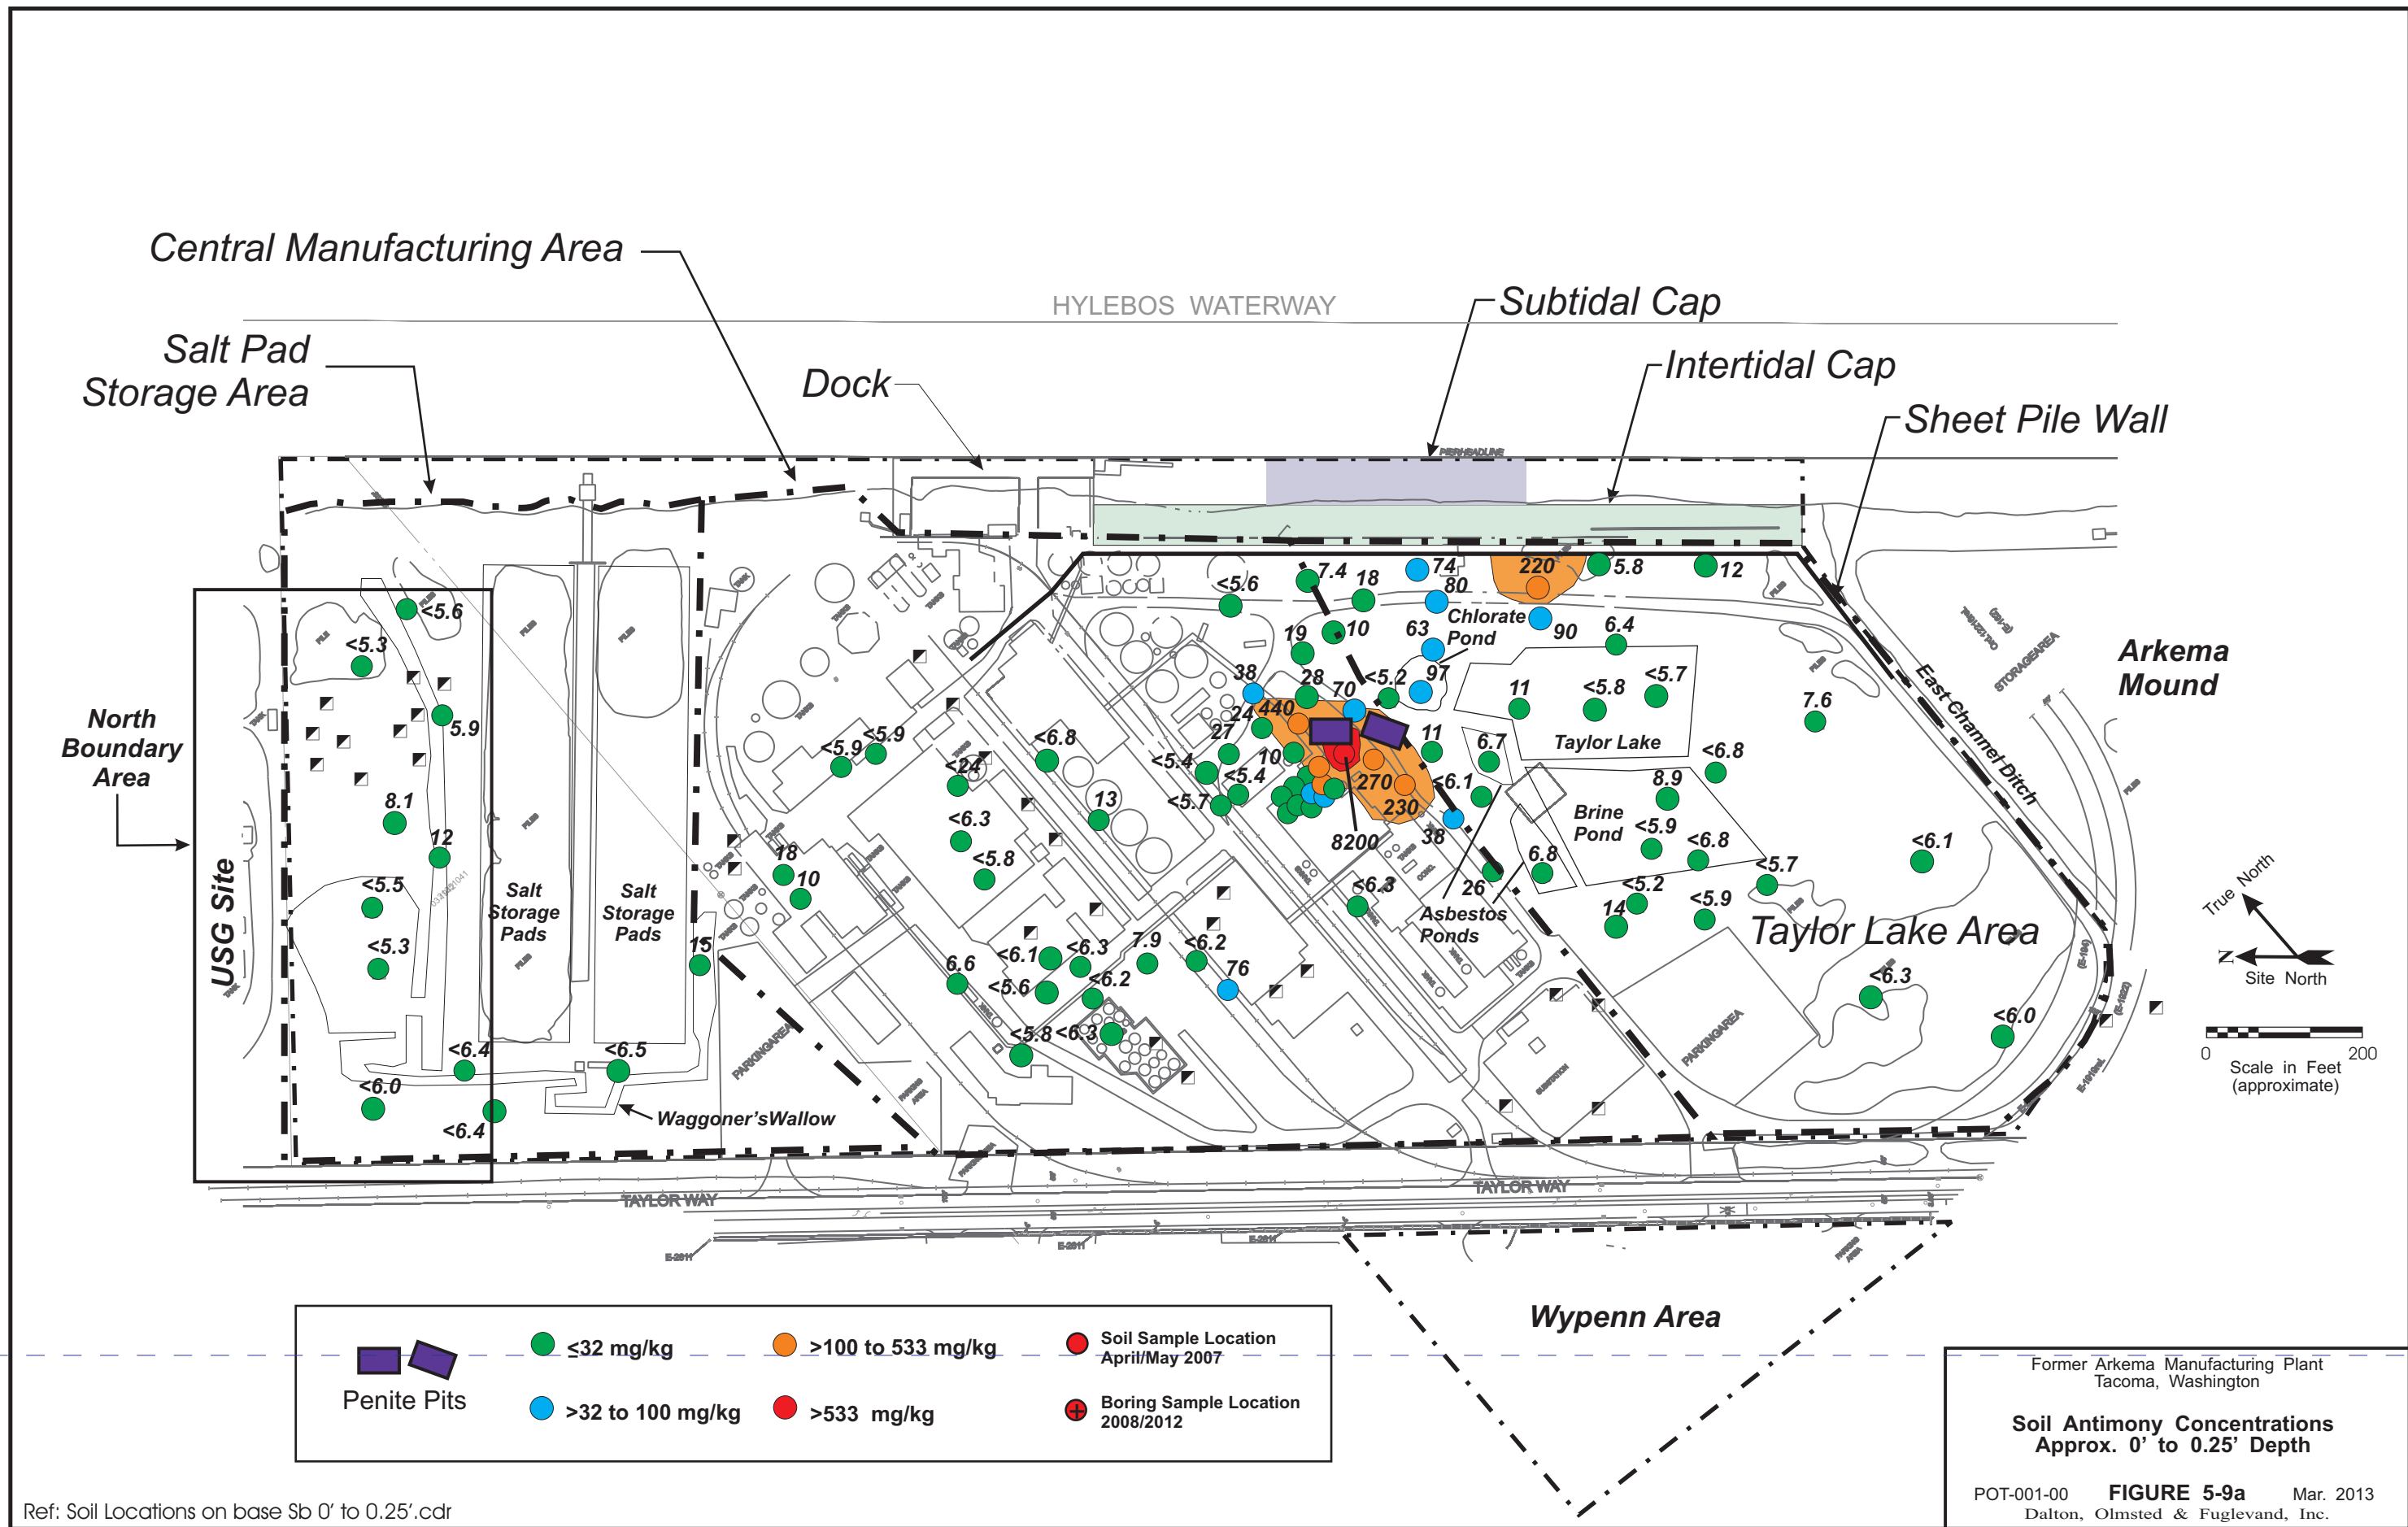 Central Manufacturing Area
HYLEBOS WATERWAY
Subtidal Cap
Salt Pad
Storage Area
Dock
Intertidal Cap
Sheet Pile Wall
PIERHEADLINE
<5.6
7.4
18
74
80
220
5.8
12
<5.6
<5.3
19
10
63
Chlorate
Pond
90
6.4
East Channel Ditch
STORAGEAREA
Arkema
Mound
North
Boundary
Area
5.9
38
28
70
<5.2
97
11
<5.8
<5.7
7.6
24
440
27
10
11
6.7
Taylor Lake
<6.8
<5.9
<5.9
<24
<6.8
<5.4
<5.4
<5.7
270
230
<6.1
8.9
8.1
12
<6.3
13
8200
38
Brine
Pond
<5.9
<6.8
<6.1
<5.8
18
10
6.8
<5.7
USG Site
<5.5
Salt
Storage
Pads
Salt
Storage
Pads
<6.3
26
Asbestos
Ponds
<5.2
14
<5.9
Taylor Lake Area
True North
N
Site North
<5.3
15
6.6
<6.1
<6.3
7.9
<6.2
<5.6
<6.2
76
<6.3
<6.0
<5.8
<6.3
PARKINGAREA
PARKINGAREA
SUBSTATION
0
200
Scale in Feet
(approximate)
<6.4
<6.5
<6.0
<6.4
Waggoner'sWallow
TAYLOR WAY
TAYLOR WAY
E-2811
E-2811
E-2811
PARKING
AREA
Wypenn Area
Penite Pits
≤32 mg/kg
>32 to 100 mg/kg
>100 to 533 mg/kg
>533 mg/kg
Soil Sample Location
April/May 2007
Boring Sample Location
2008/2012
Former Arkema Manufacturing Plant
Tacoma, Washington
Soil Antimony Concentrations
Approx. 0' to 0.25' Depth
POT-001-00 FIGURE 5-9a Mar. 2013
Dalton, Olmsted & Fuglevand, Inc.
Ref: Soil Locations on base Sb 0' to 0.25'.cdr